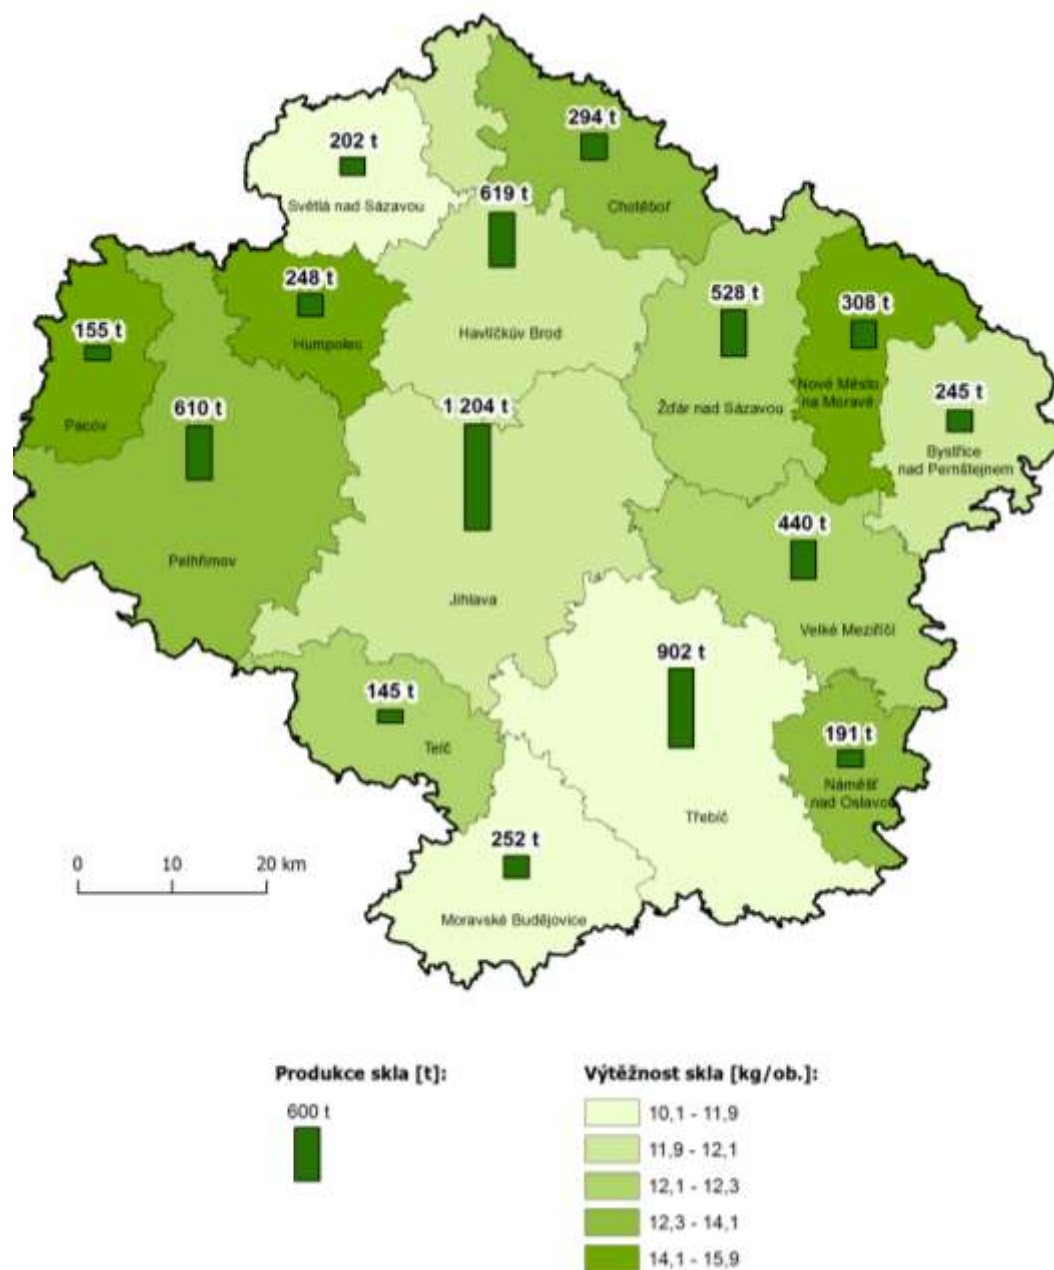 294 t
202 t
Chotěboř
Světlá nad Sázavou
619 t
248 t
528 t
308 t
155 t
Humpolec
Havlíčkův Brod
Pacov
610 t
1 204 t
Žďár nad Sázavou
Nové Město
na Moravě
245 t
Bystřice
nad Pernštejnem
440 t
Pelhřimov
Jihlava
Velké Meziříčí
902 t
145 t
Telč
191 t
Náměšť
nad Oslavou
Třebíč
252 t
Moravské Budějovice
0 10 20 km
Produkce skla [t]:
600 t
Výtěžnost skla [kg/ob.]:
10,1 - 11,9
11,9 - 12,1
12,1 - 12,3
12,3 - 14,1
14,1 - 15,9